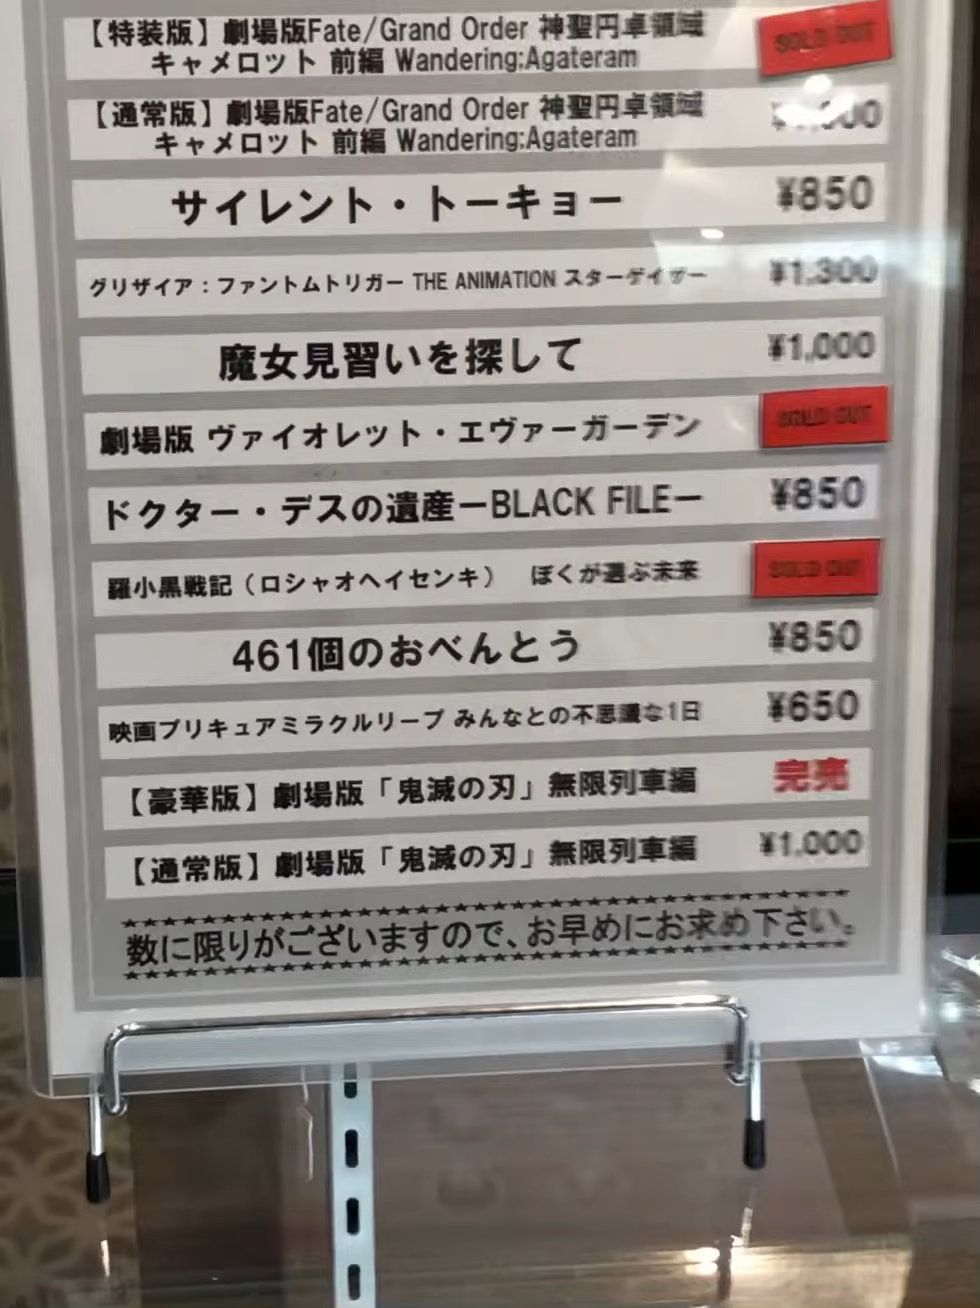 【特装版】劇場版Fate/Grand Order 神聖円卓領域
キャメロット 前編 Wandering;Agateram
SOLD OUT
【通常版】劇場版Fate/Grand Order 神聖円卓領域
キャメロット 前編 Wandering;Agateram
サイレント・トーキョー ¥850
グリザイア：ファントムトリガー THE ANIMATION スターゲイザー ¥1,300
魔女見習いを探して ¥1,000
劇場版 ヴァイオレット・エヴァーガーデン SOLD OUT
ドクター・デスの遺産ーBLACK FILEー ¥850
羅小黒戦記（ロシャオヘイセンキ） ぼくが選ぶ未来 SOLD OUT
461個のおべんとう ¥850
映画プリキュアミラクルリープ みんなとの不思議な1日 ¥650
【豪華版】劇場版「鬼滅の刃」無限列車編 完売
【通常版】劇場版「鬼滅の刃」無限列車編 ¥1,000
数に限りがございますので、お早めにお求め下さい。